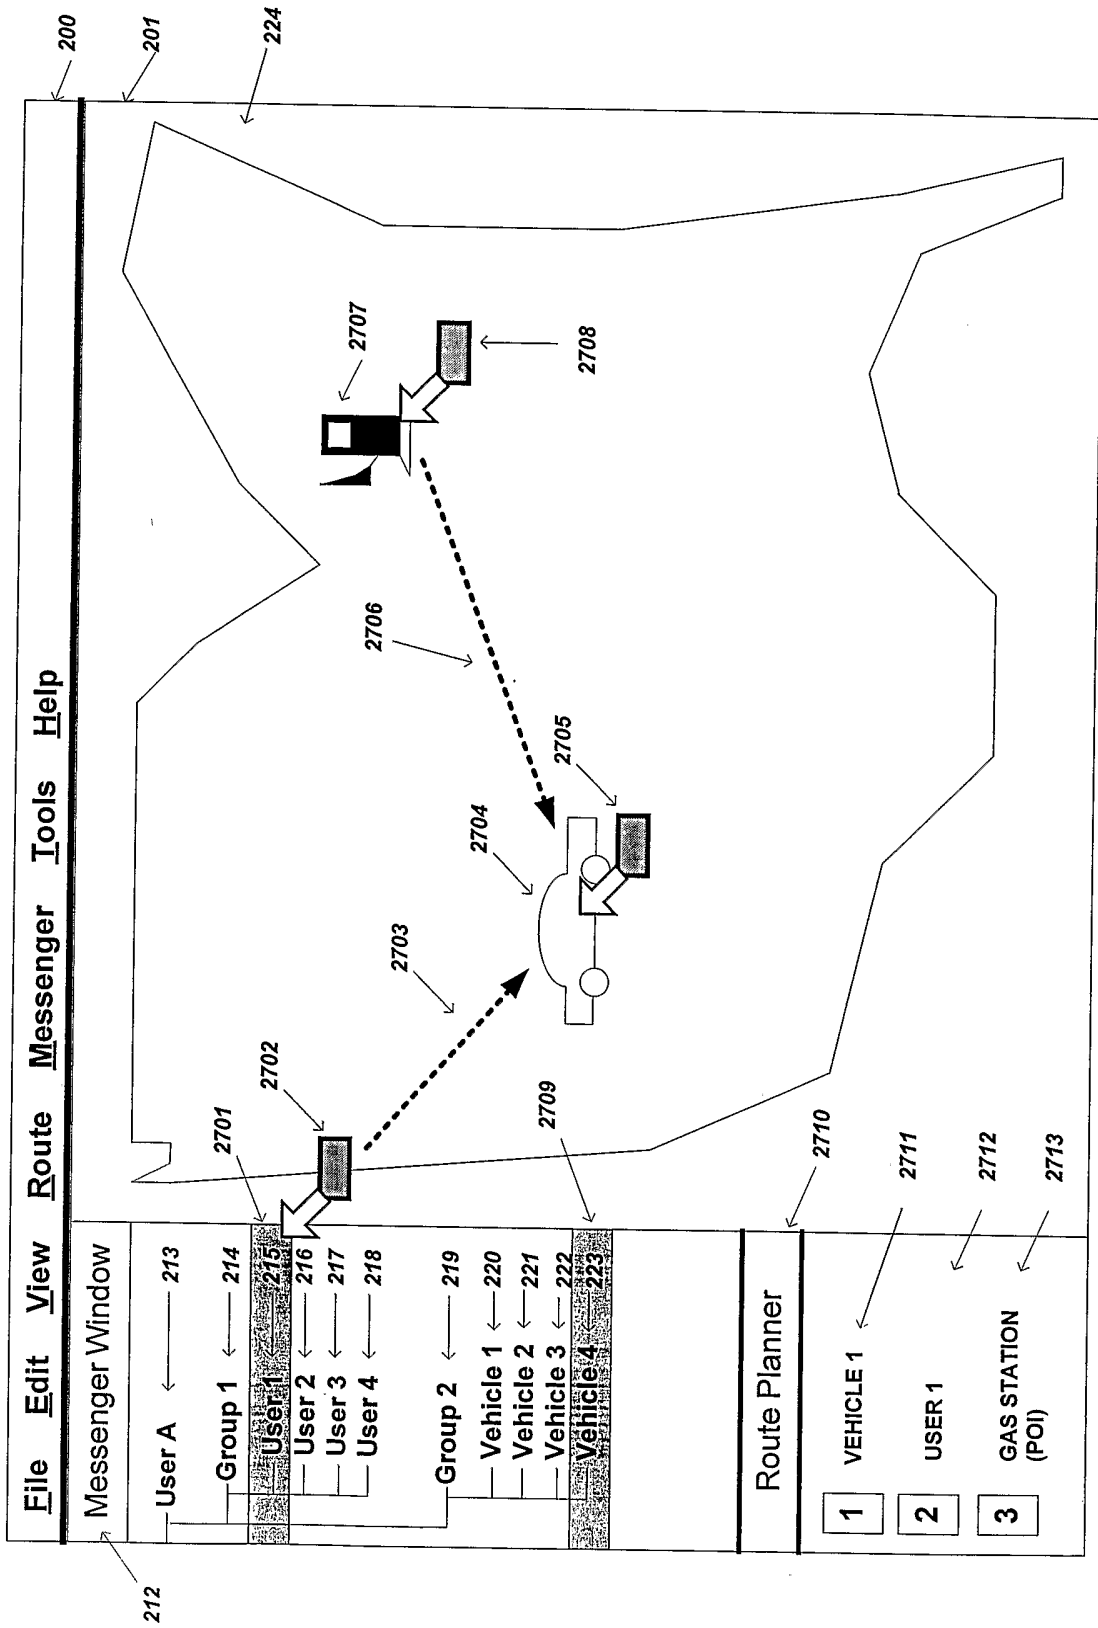 File Edit View Route Messenger Tools Help
200
201
224
212
Messenger Window
User A 213
Group 1 214
User 1 215
User 2 216
User 3 217
User 4 218
Group 2 219
Vehicle 1 220
Vehicle 2 221
Vehicle 3 222
Vehicle 4 223
2701
2702
2703
2704
2705
2706
2707
2708
2709
Route Planner
2710
1 VEHICLE 1
2711
2 USER 1
2712
3 GAS STATION
(POI)
2713